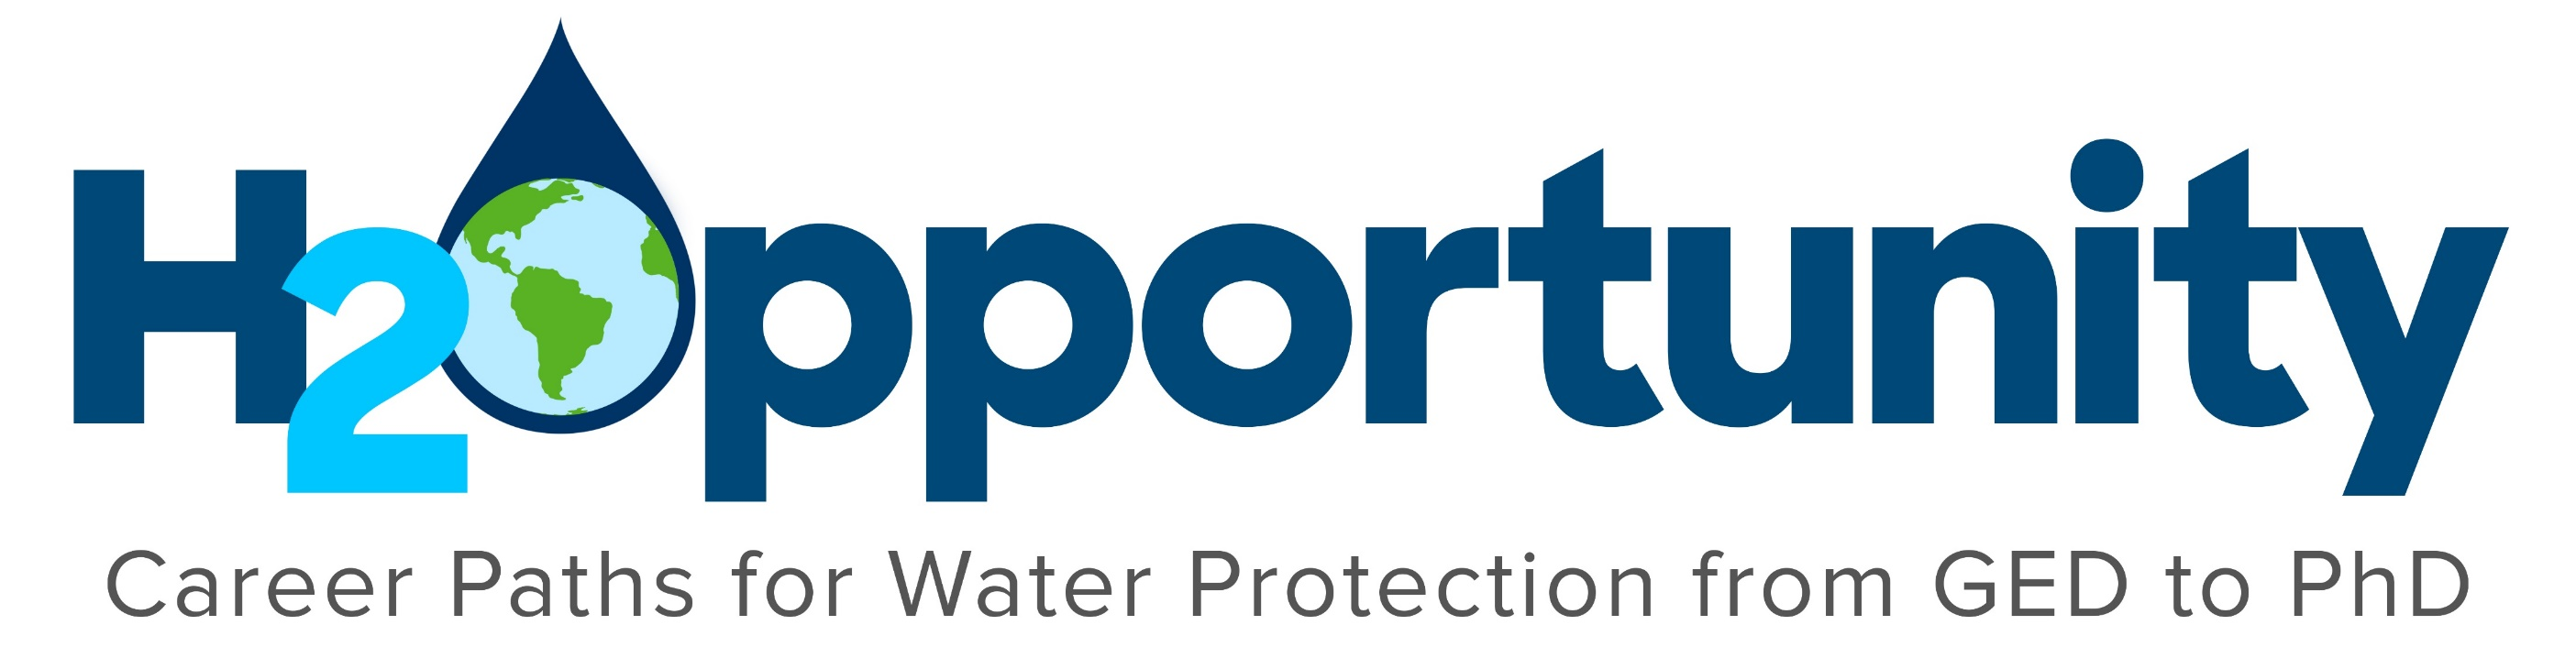 H2Opportunity
Career Paths for Water Protection from GED to PhD